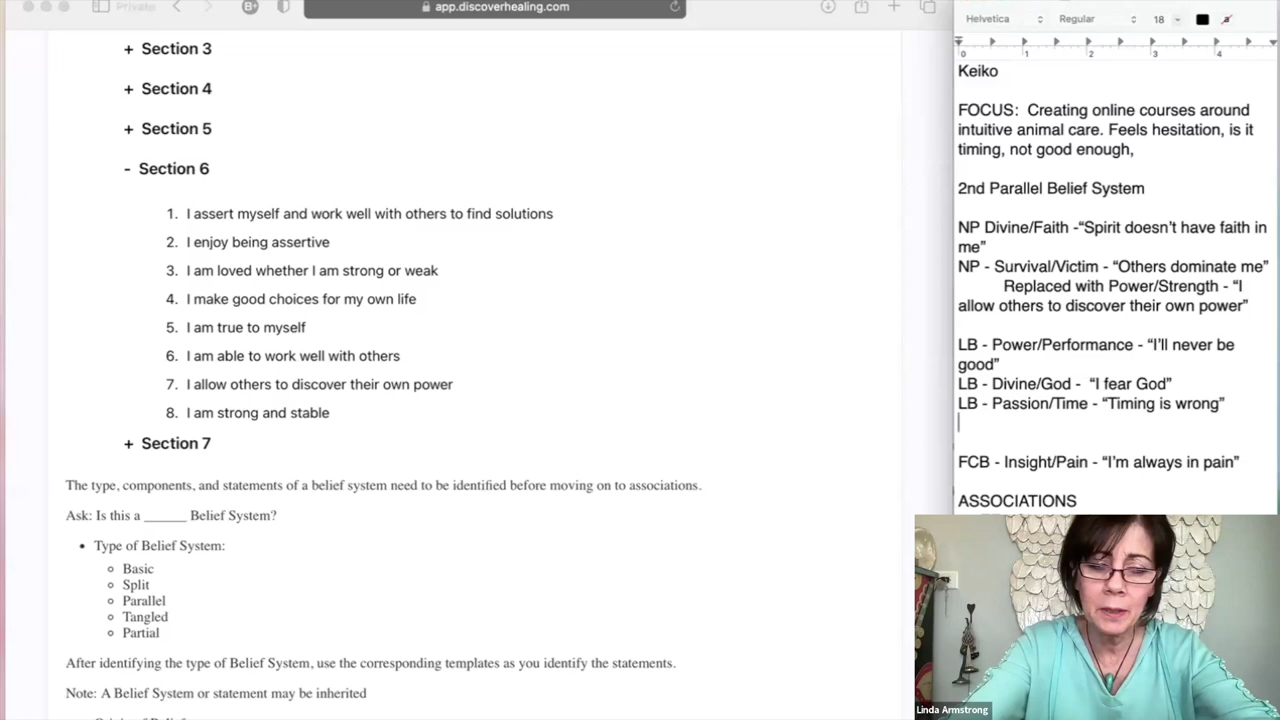 Private
app.discoverhealing.com
+ Section 3
+ Section 4
+ Section 5
- Section 6
1. I assert myself and work well with others to find solutions
2. I enjoy being assertive
3. I am loved whether I am strong or weak
4. I make good choices for my own life
5. I am true to myself
6. I am able to work well with others
7. I allow others to discover their own power
8. I am strong and stable
+ Section 7
The type, components, and statements of a belief system need to be identified before moving on to associations.
Ask: Is this a ______ Belief System?
• Type of Belief System:
Basic
Split
Parallel
Tangled
Partial
After identifying the type of Belief System, use the corresponding templates as you identify the statements.
Note: A Belief System or statement may be inherited
Helvetica Regular 18
0 1 2 3 4
Keiko
FOCUS: Creating online courses around
intuitive animal care. Feels hesitation, is it
timing, not good enough,
2nd Parallel Belief System
NP Divine/Faith -“Spirit doesn’t have faith in
me”
NP - Survival/Victim - “Others dominate me”
Replaced with Power/Strength - “I
allow others to discover their own power”
LB - Power/Performance - “I’ll never be
good”
LB - Divine/God - “I fear God”
LB - Passion/Time - “Timing is wrong”
FCB - Insight/Pain - “I’m always in pain”
ASSOCIATIONS
Linda Armstrong